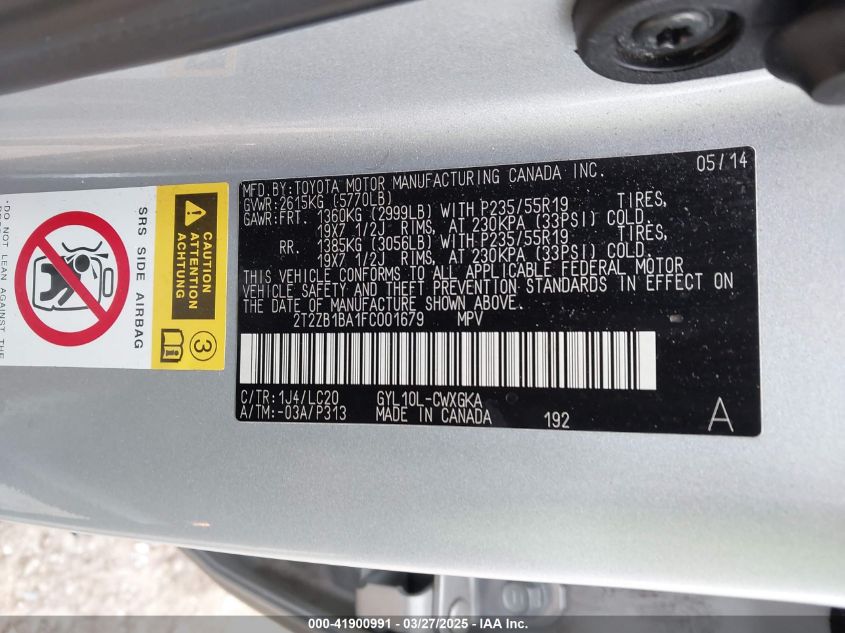 MFD.BY:TOYOTA MOTOR MANUFACTURING CANADA INC. 05/14
GVWR:2615KG (5770LB)
GAWR:FRT. 1360KG (2999LB) WITH P235/55R19 TIRES,
19X7 1/2J RIMS, AT 230KPA (33PSI) COLD.
RR. 1385KG (3056LB) WITH P235/55R19 TIRES,
19X7 1/2J RIMS, AT 230KPA (33PSI) COLD.
THIS VEHICLE CONFORMS TO ALL APPLICABLE FEDERAL MOTOR
VEHICLE SAFETY AND THEFT PREVENTION STANDARDS IN EFFECT ON
THE DATE OF MANUFACTURE SHOWN ABOVE.
2T2ZB1BA1FC001679 MPV
C/TR:1J4/LC20 GYL10L-CWXGKA
A/TM:-03A/P313 MADE IN CANADA 192 A
CAUTION
ATTENTION
ACHTUNG
3
SRS SIDE AIRBAG
•DO NOT LEAN AGAINST THE
000-41900991 — 03/27/2025 — IAA Inc.